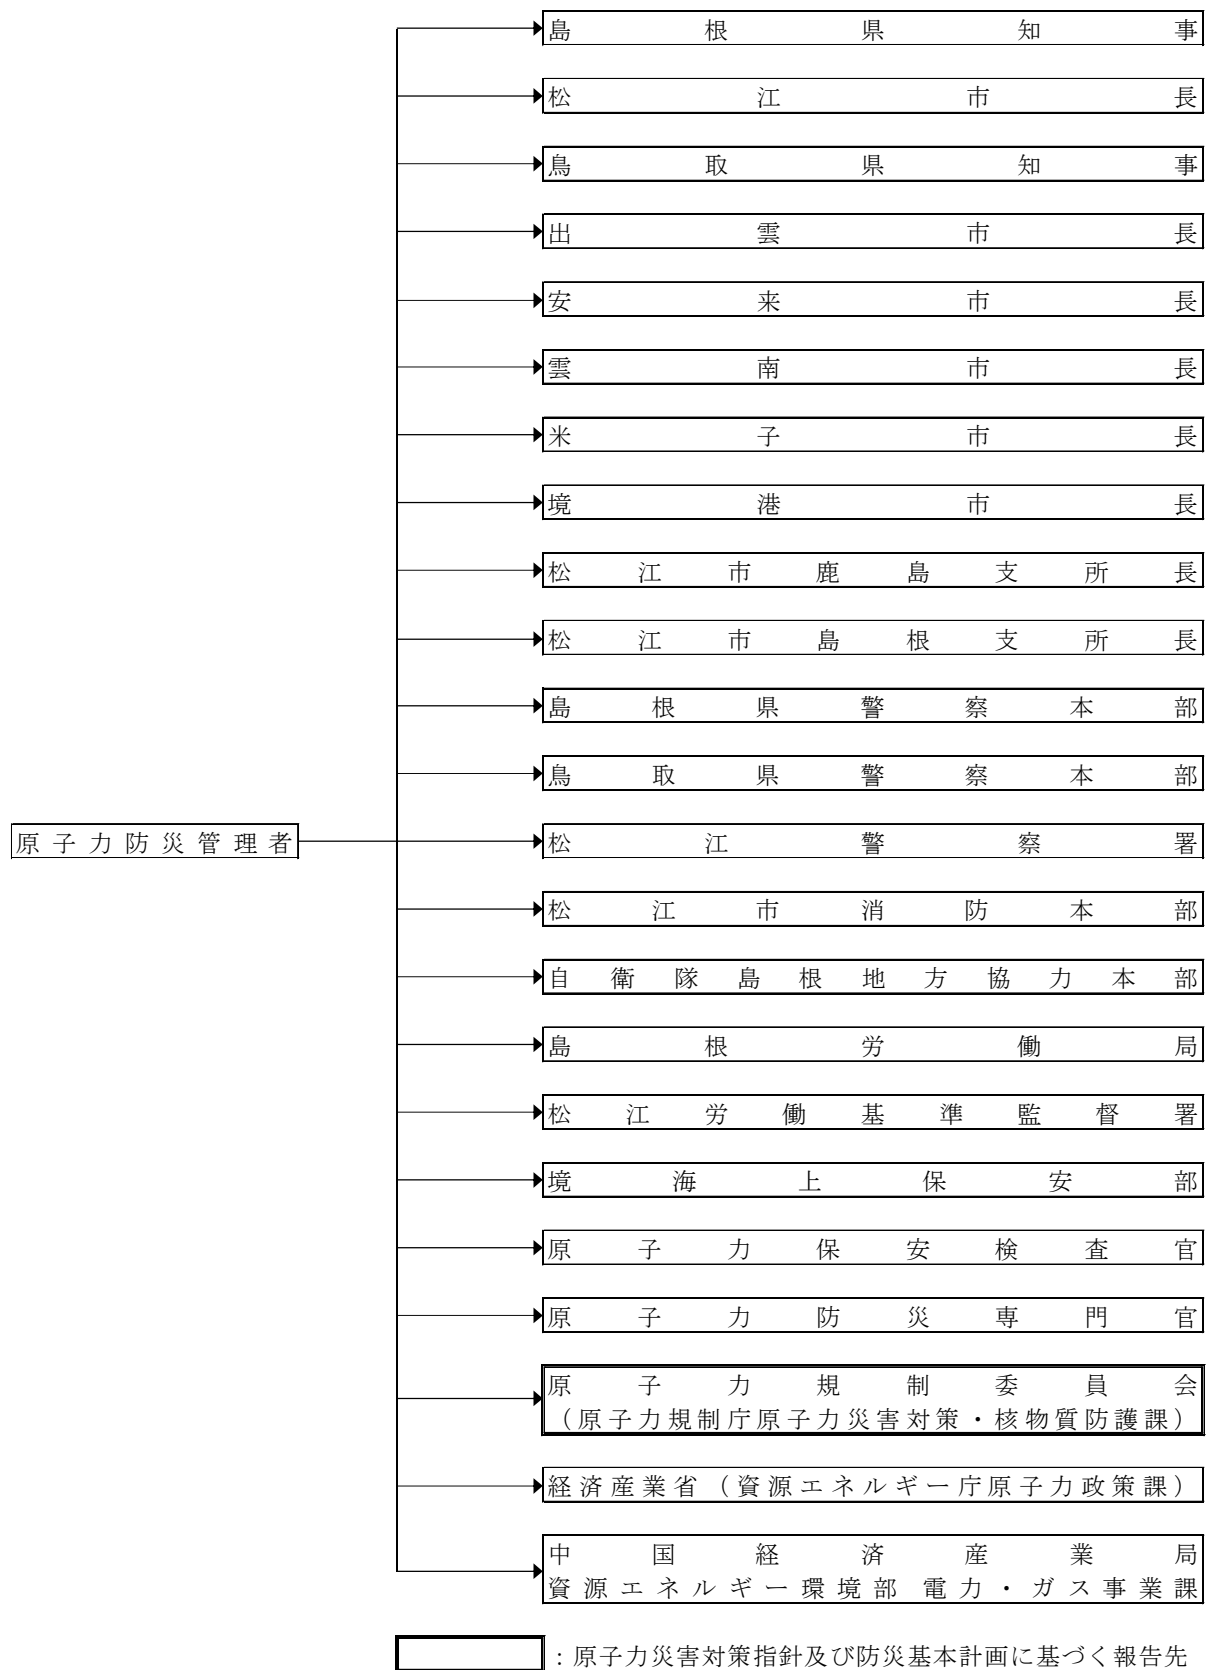 島根県知事
松江市長
鳥取県知事
出雲市長
安来市長
雲南市長
米子市長
境港市長
松江市鹿島支所長
松江市島根支所長
島根県警察本部
鳥取県警察本部
原子力防災管理者
松江警察署
松江市消防本部
自衛隊島根地方協力本部
島根労働局
松江労働基準監督署
境海上保安部
原子力保安検査官
原子力防災専門官
原子力規制委員会
（原子力規制庁原子力災害対策・核物質防護課）
経済産業省（資源エネルギー庁原子力政策課）
中国経済産業局
資源エネルギー環境部 電力・ガス事業課
：原子力災害対策指針及び防災基本計画に基づく報告先